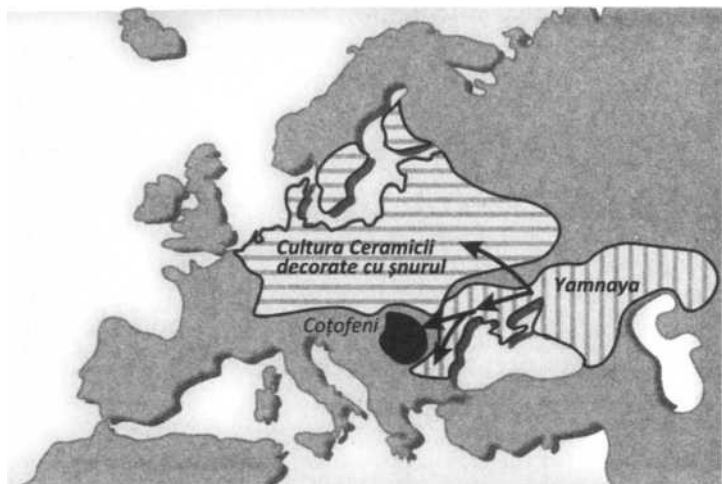 Cultura Ceramicii
decorate cu șnurul
Yamnaya
Coțofeni